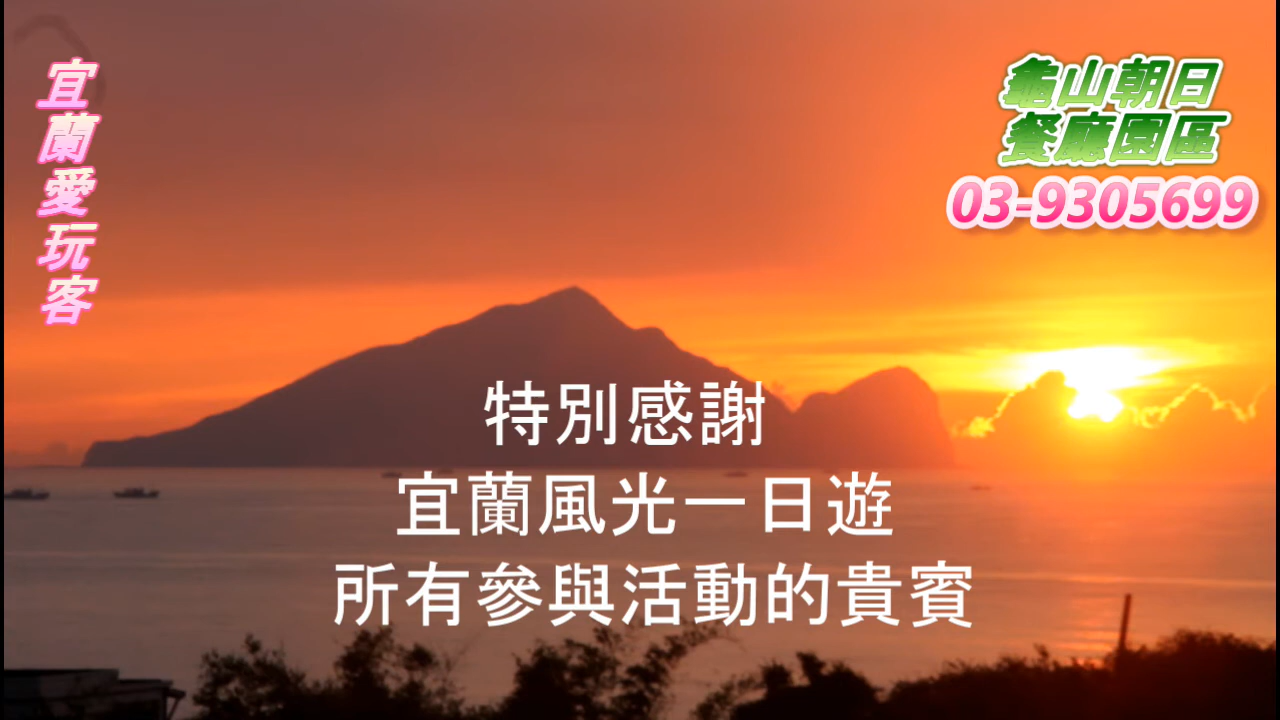 宜蘭愛玩客
龜山朝日
餐廳園區
03-9305699
特別感謝
宜蘭風光一日遊
所有參與活動的貴賓